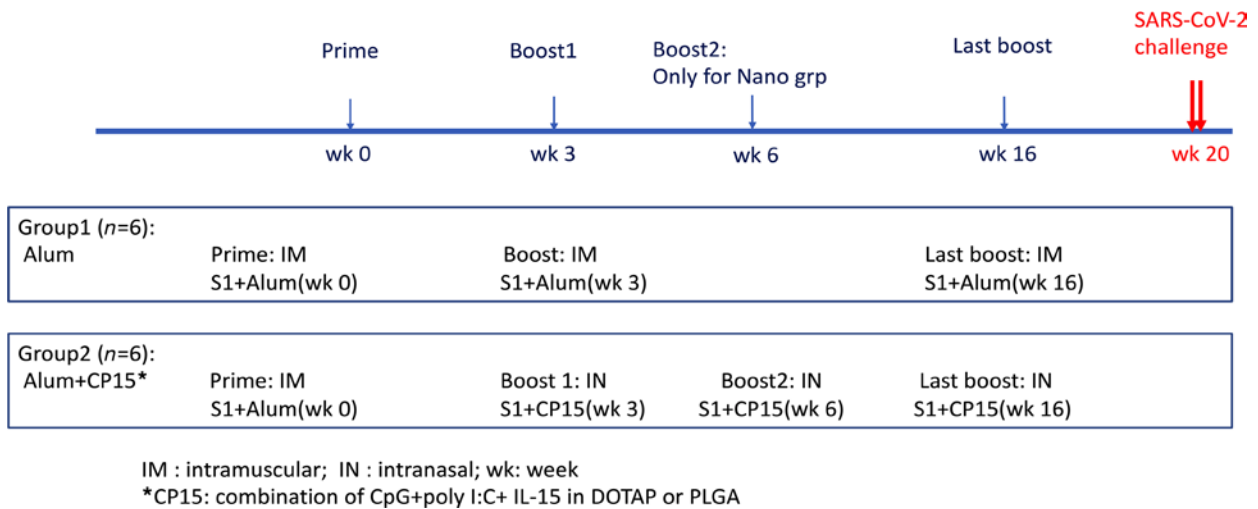 SARS-CoV-2
challenge
Prime
Boost1
Boost2:
Only for Nano grp
Last boost
wk 0
wk 3
wk 6
wk 16
wk 20
Group1 (n=6):
Alum
Prime: IM
S1+Alum(wk 0)
Boost: IM
S1+Alum(wk 3)
Last boost: IM
S1+Alum(wk 16)
Group2 (n=6):
Alum+CP15*
Prime: IM
S1+Alum(wk 0)
Boost 1: IN
S1+CP15(wk 3)
Boost2: IN
S1+CP15(wk 6)
Last boost: IN
S1+CP15(wk 16)
IM : intramuscular; IN : intranasal; wk: week
*CP15: combination of CpG+poly I:C+ IL-15 in DOTAP or PLGA